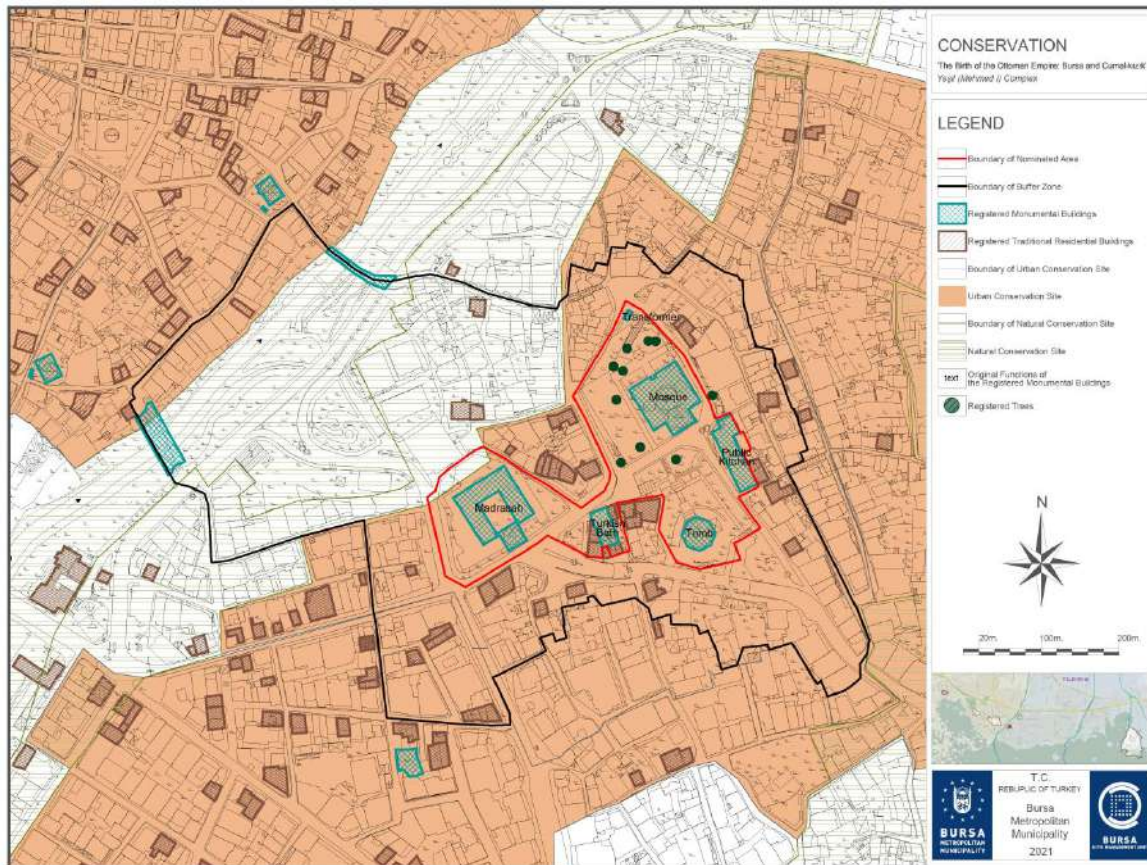 Transformer
Mosque
Public
Kitchen
Madrasah
Turkish
Bath
Tomb
CONSERVATION
The Birth of the Ottoman Empire: Bursa and Cumalıkızık
Yeşil (Mehmed I) Complex
LEGEND
Boundary of Nominated Area
Boundary of Buffer Zone
Registered Monumental Buildings
Registered Traditional Residential Buildings
Boundary of Urban Conservation Site
Urban Conservation Site
Boundary of Natural Conservation Site
Natural Conservation Site
text Original Functions of
the Registered Monumental Buildings
Registered Trees
N
20m. 100m. 200m.
BURSA
METROPOLITAN
MUNICIPALITY
T.C.
REBUPLIC OF TURKEY
Bursa
Metropolitan
Municipality
2021
BURSA